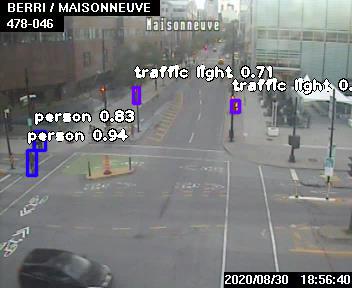 BERRI / MAISONNEUVE
478-046
Maisonneuve
traffic light 0.71
traffic light 0.
person 0.83
person 0.94
2020/08/30 18:56:40